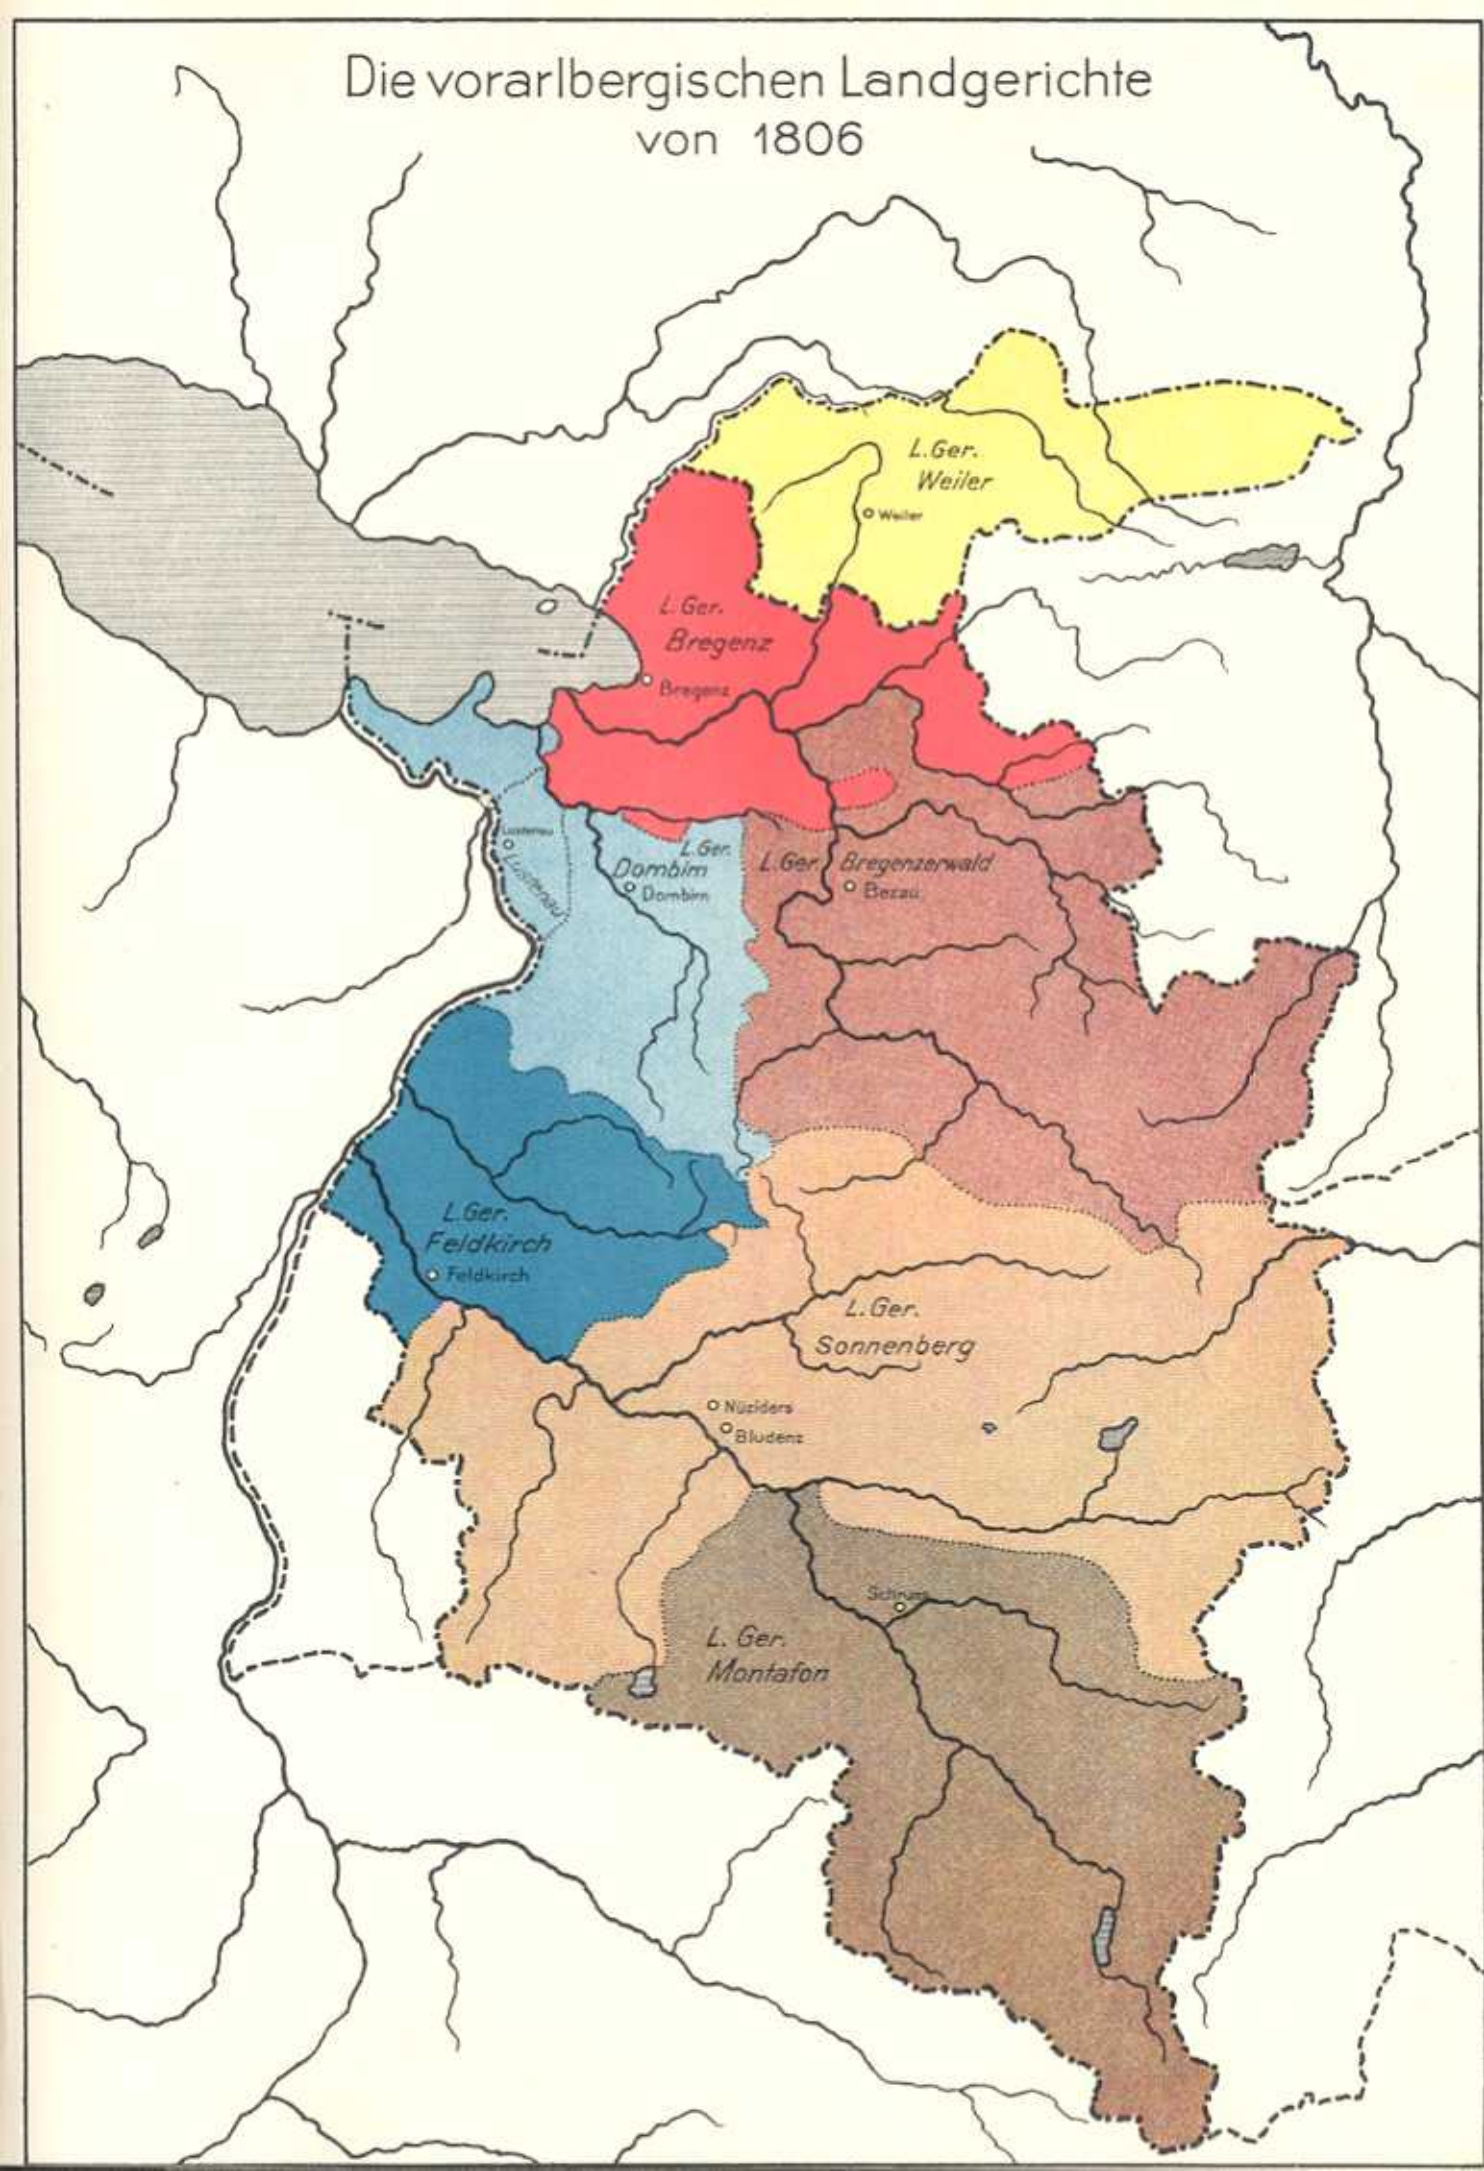 Die vorarlbergischen Landgerichte
von 1806
L.Ger.
Weiler
Weiler
L.Ger.
Bregenz
Bregenz
Lustenau
Lustenau
L.Ger.
Dornbirn
Dornbirn
L.Ger. Bregenzerwald
Bezau
L.Ger.
Feldkirch
Feldkirch
L.Ger.
Sonnenberg
Nüziders
Bludenz
Schruns
L. Ger.
Montafon